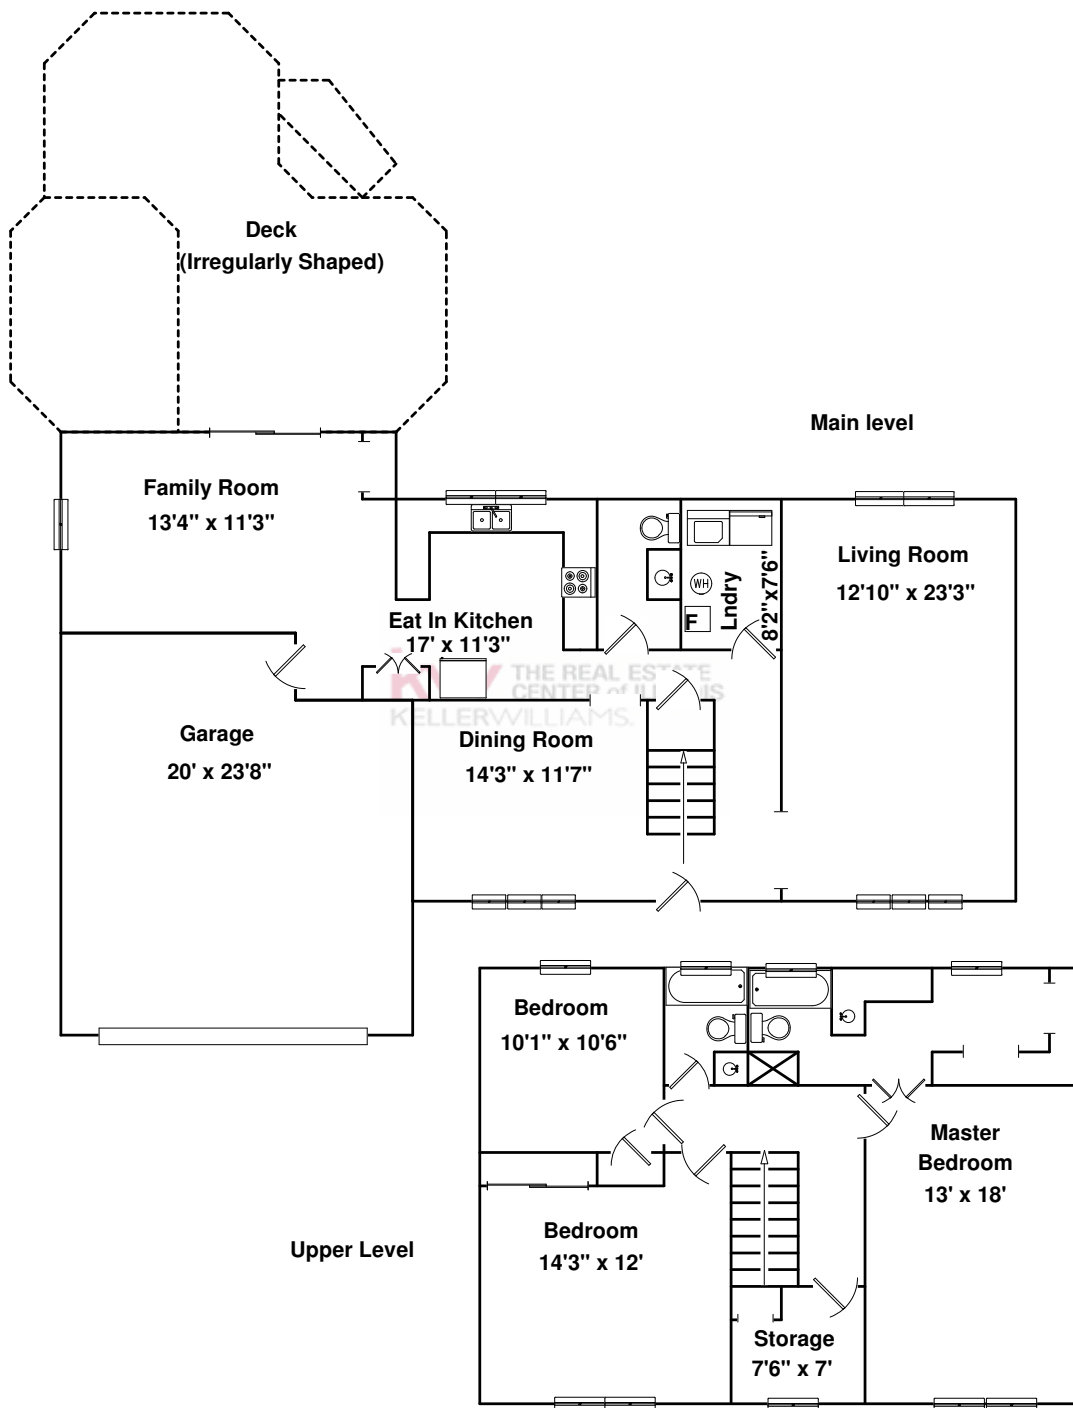 Deck
(Irregularly Shaped)
Main level
Family Room
13'4" x 11'3"
Living Room
12'10" x 23'3"
WH
F
Lndry
8'2"x7'6"
Eat In Kitchen
17' x 11'3"
THE REAL ESTATE
CENTER of ILLINOIS
KELLERWILLIAMS.
Garage
20' x 23'8"
Dining Room
14'3" x 11'7"
Bedroom
10'1" x 10'6"
Master
Bedroom
13' x 18'
Upper Level
Bedroom
14'3" x 12'
Storage
7'6" x 7'